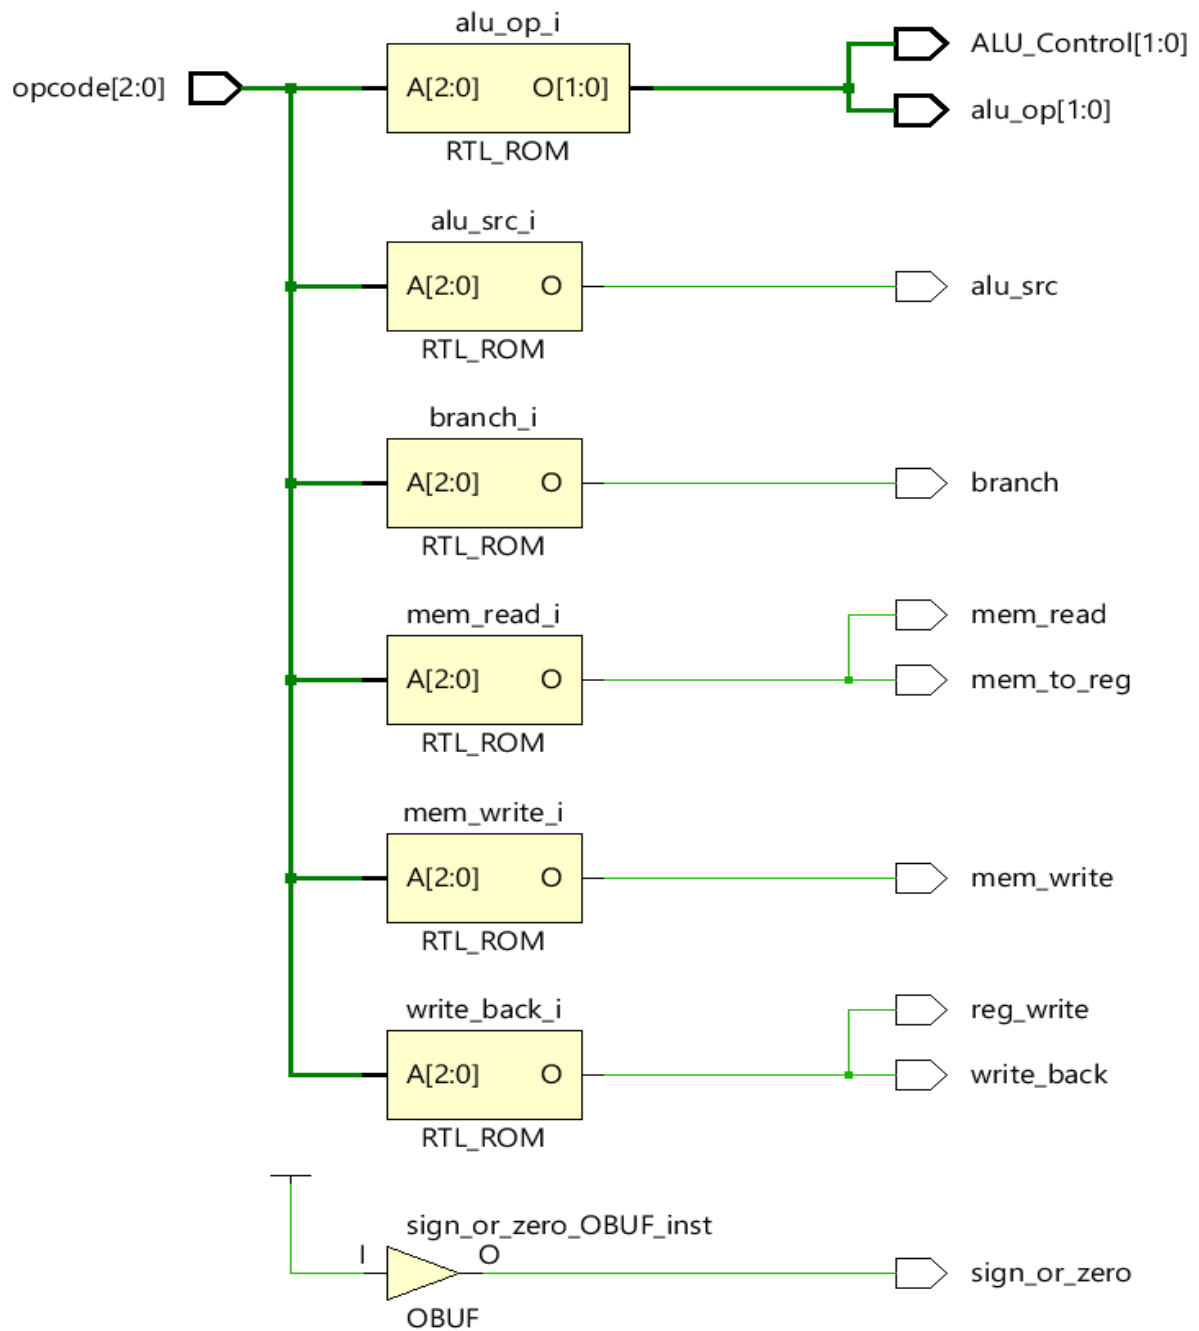 alu_op_i
opcode[2:0]
A[2:0] O[1:0]
RTL_ROM
ALU_Control[1:0]
alu_op[1:0]
alu_src_i
A[2:0] O
RTL_ROM
alu_src
branch_i
A[2:0] O
RTL_ROM
branch
mem_read_i
A[2:0] O
RTL_ROM
mem_read
mem_to_reg
mem_write_i
A[2:0] O
RTL_ROM
mem_write
write_back_i
A[2:0] O
RTL_ROM
reg_write
write_back
sign_or_zero_OBUF_inst
I O
OBUF
sign_or_zero